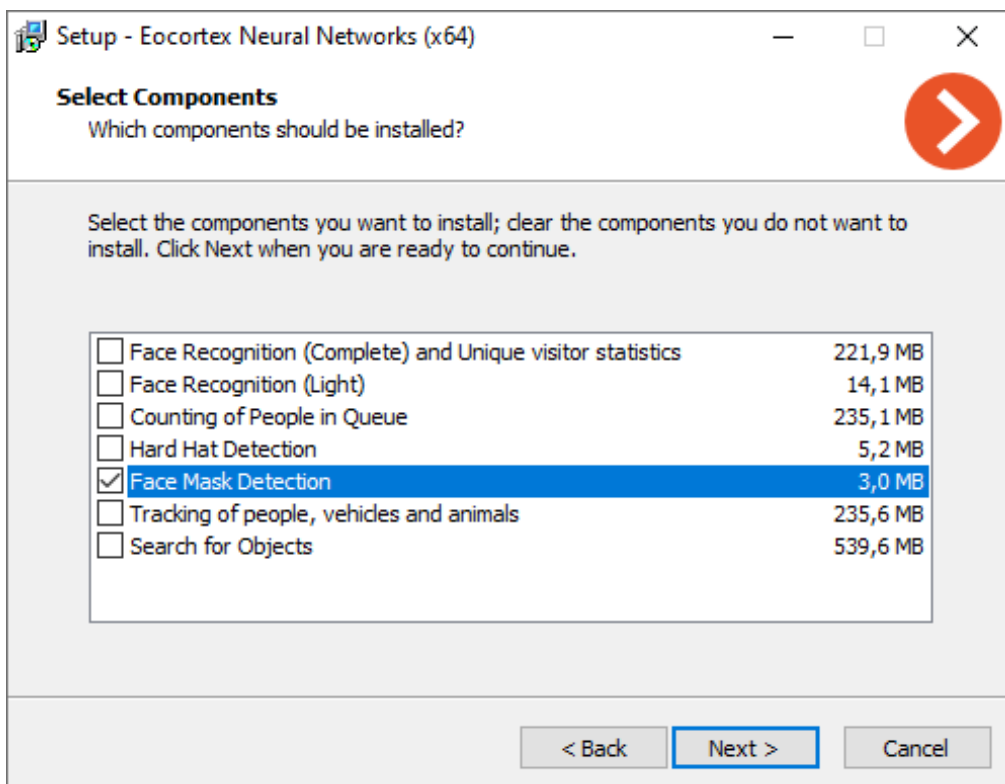 Setup - Eocortex Neural Networks (x64)
Select Components
Which components should be installed?
Select the components you want to install; clear the components you do not want to
install. Click Next when you are ready to continue.
Face Recognition (Complete) and Unique visitor statistics 221,9 MB
Face Recognition (Light) 14,1 MB
Counting of People in Queue 235,1 MB
Hard Hat Detection 5,2 MB
Face Mask Detection 3,0 MB
Tracking of people, vehicles and animals 235,6 MB
Search for Objects 539,6 MB
< Back Next > Cancel